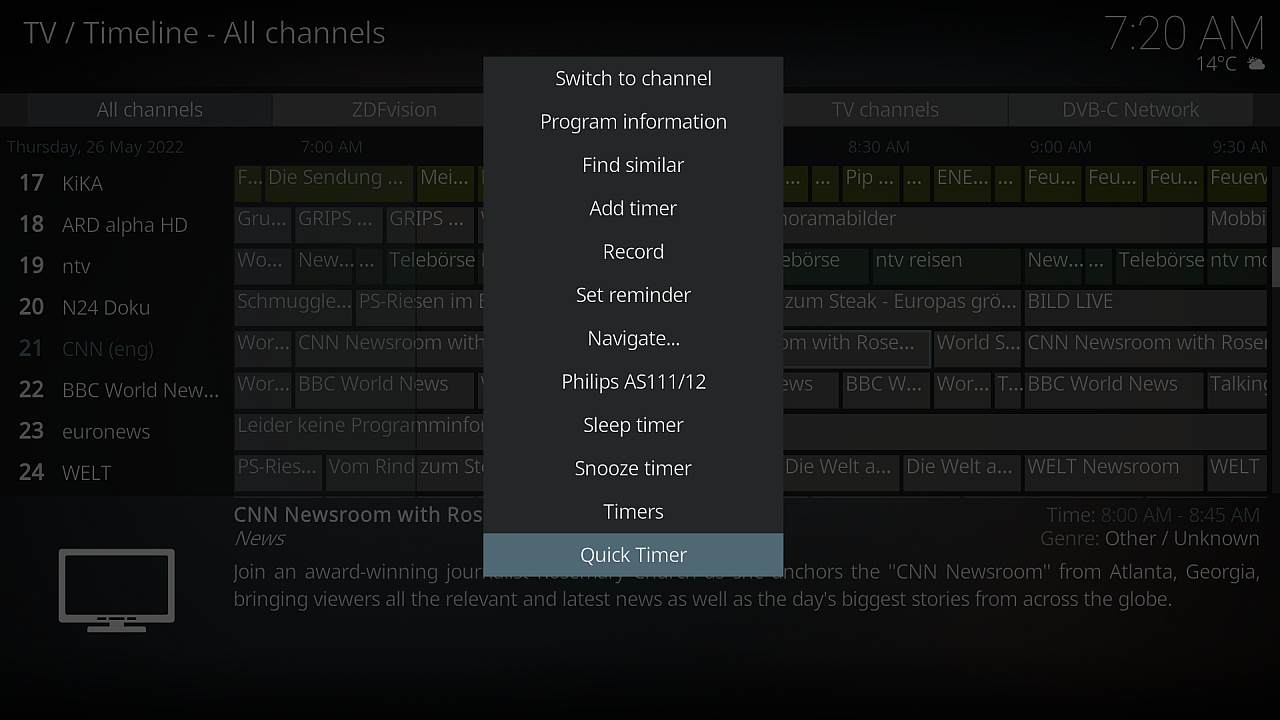 TV / Timeline - All channels
7:20 AM
14°C
All channels ZDFvision TV channels DVB-C Network
Thursday, 26 May 2022 7:00 AM 8:30 AM 9:00 AM 9:30 AM
17 KiKA F... Die Sendung ... Mei... ... ... Pip ... ... ENE... ... Feu... Feu... Feu... Feuerv
18 ARD alpha HD Gru... GRIPS ... GRIPS ... noramabilder Mobbi
19 ntv Wo... New... ... Telebörse ebörse ntv reisen New... ... Telebörse ntv mo
20 N24 Doku Schmuggle... PS-Riesen im E zum Steak - Europas grö... BILD LIVE
21 CNN (eng) Wor... CNN Newsroom with om with Rose... World S... CNN Newsroom with Roser
22 BBC World New... Wor... BBC World News ews BBC W... Wor... T... BBC World News Talking
23 euronews Leider keine Programminfor
24 WELT PS-Ries... Vom Rind zum Ste Die Welt a... Die Welt a... WELT Newsroom WELT
Switch to channel
Program information
Find similar
Add timer
Record
Set reminder
Navigate...
Philips AS111/12
Sleep timer
Snooze timer
Timers
Quick Timer
CNN Newsroom with Ros
News
Time: 8:00 AM - 8:45 AM
Genre: Other / Unknown
Join an award-winning journalist Rosemary Church as she anchors the "CNN Newsroom" from Atlanta, Georgia,
bringing viewers all the relevant and latest news as well as the day's biggest stories from across the globe.